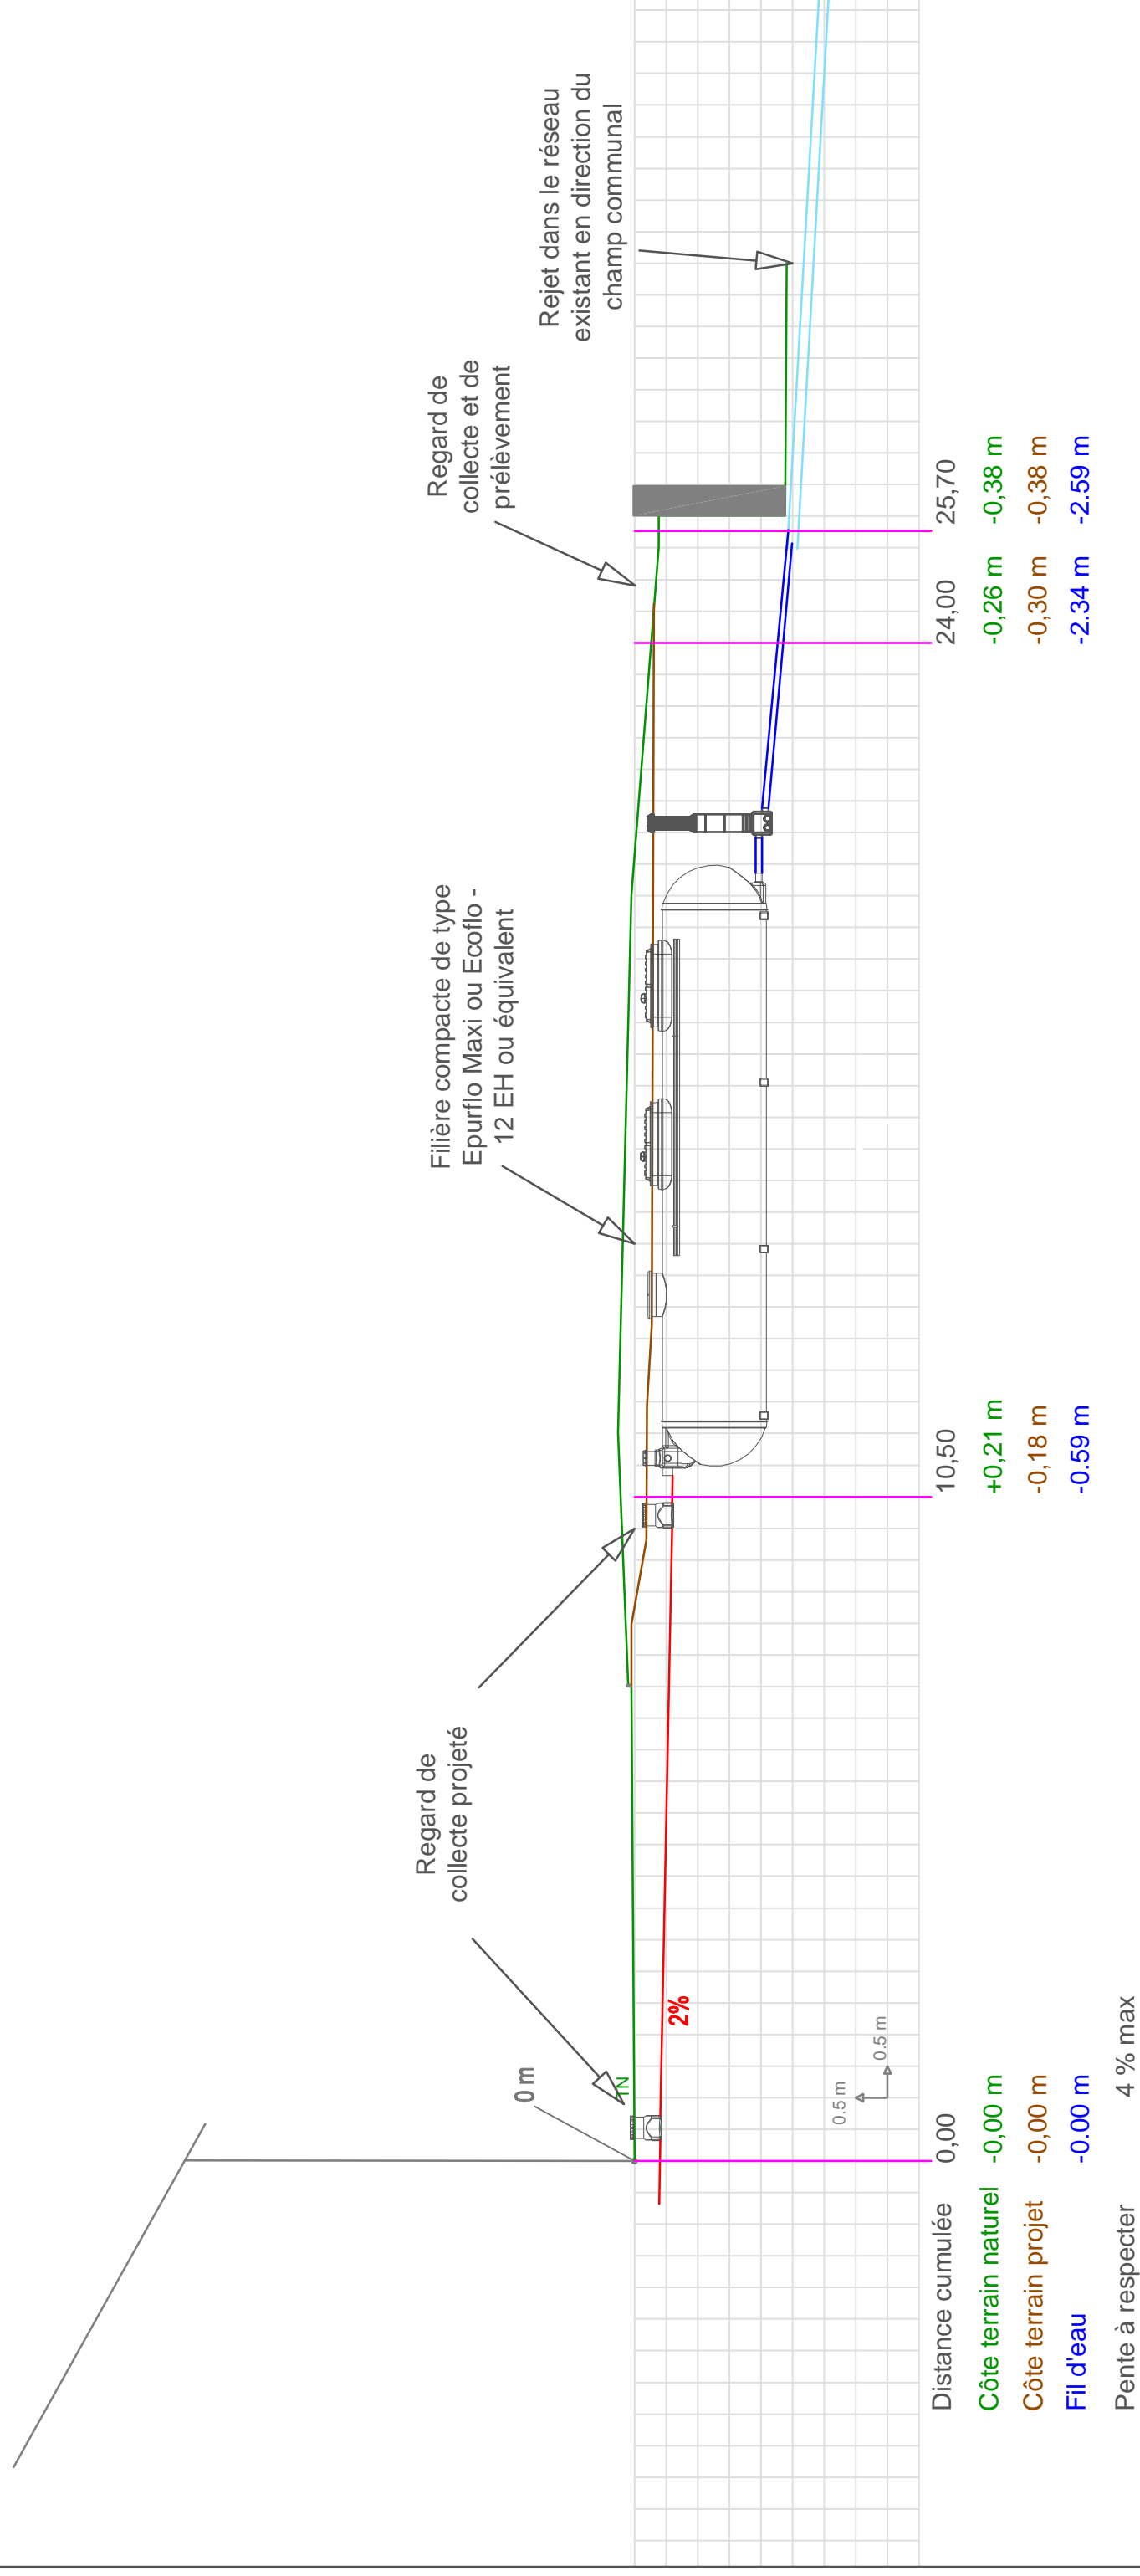 Regard de
collecte projeté
Filière compacte de type
Epurflo Maxi ou Ecoflo -
12 EH ou équivalent
Regard de
collecte et de
prélèvement
Rejet dans le réseau
existant en direction du
champ communal
0 m
TN
2%
0.5 m
0.5 m
Distance cumulée 0,00 10,50 24,00 25,70
Côte terrain naturel -0,00 m +0,21 m -0,26 m -0,38 m
Côte terrain projet -0,00 m -0,18 m -0,30 m -0,38 m
Fil d'eau -0.00 m -0.59 m -2.34 m -2.59 m
Pente à respecter 4 % max